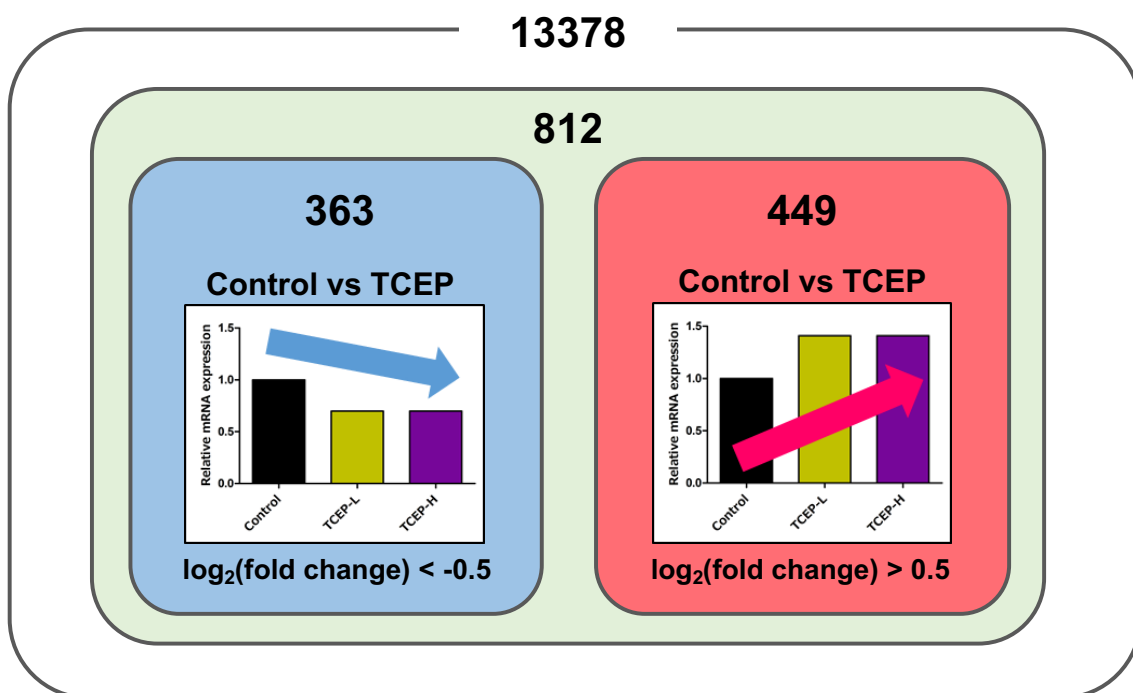 13378
812
363
Control vs TCEP
Relative mRNA expression
1.5
1.0
0.5
0.0
Control
TCEP-L
TCEP-H
log₂(fold change) < -0.5
449
Control vs TCEP
Relative mRNA expression
1.5
1.0
0.5
0.0
Control
TCEP-L
TCEP-H
log₂(fold change) > 0.5